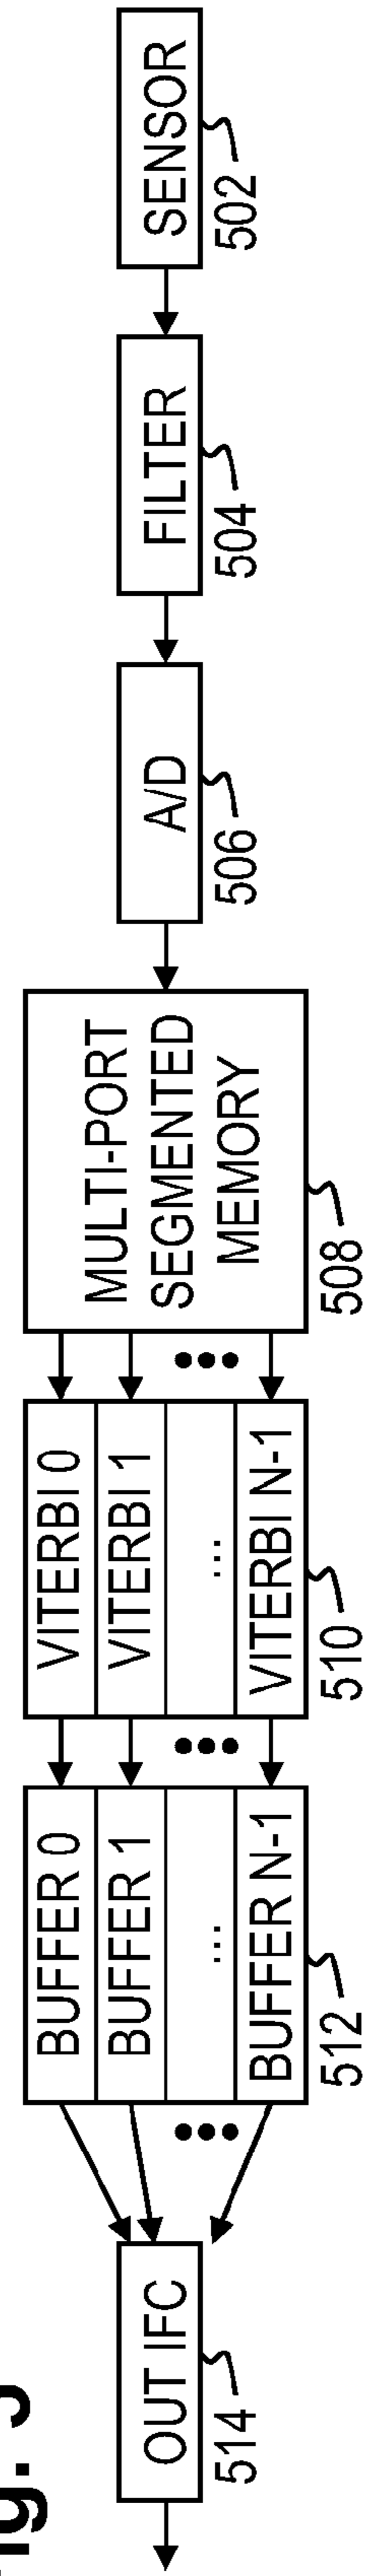 OUT IFC
514
BUFFER 0
BUFFER 1
...
BUFFER N-1
512
VITERBI 0
VITERBI 1
...
VITERBI N-1
510
MULTI-PORT
SEGMENTED
MEMORY
508
A/D
506
FILTER
504
SENSOR
502